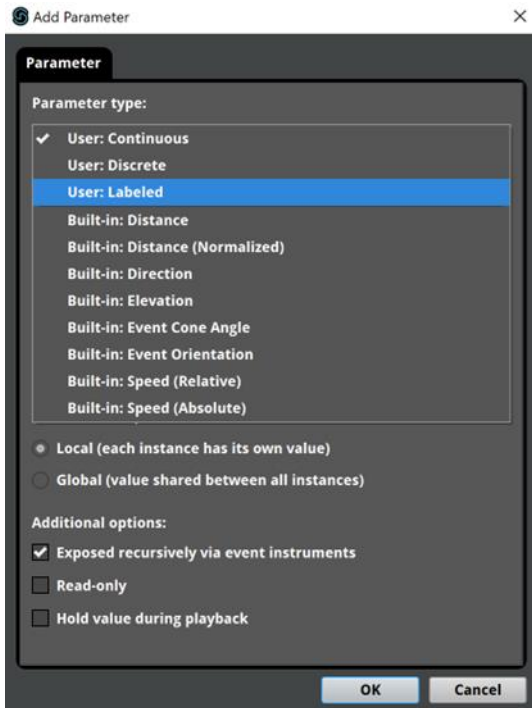 Add Parameter
Parameter
Parameter type:
User: Continuous
User: Discrete
User: Labeled
Built-in: Distance
Built-in: Distance (Normalized)
Built-in: Direction
Built-in: Elevation
Built-in: Event Cone Angle
Built-in: Event Orientation
Built-in: Speed (Relative)
Built-in: Speed (Absolute)
Local (each instance has its own value)
Global (value shared between all instances)
Additional options:
Exposed recursively via event instruments
Read-only
Hold value during playback
OK Cancel